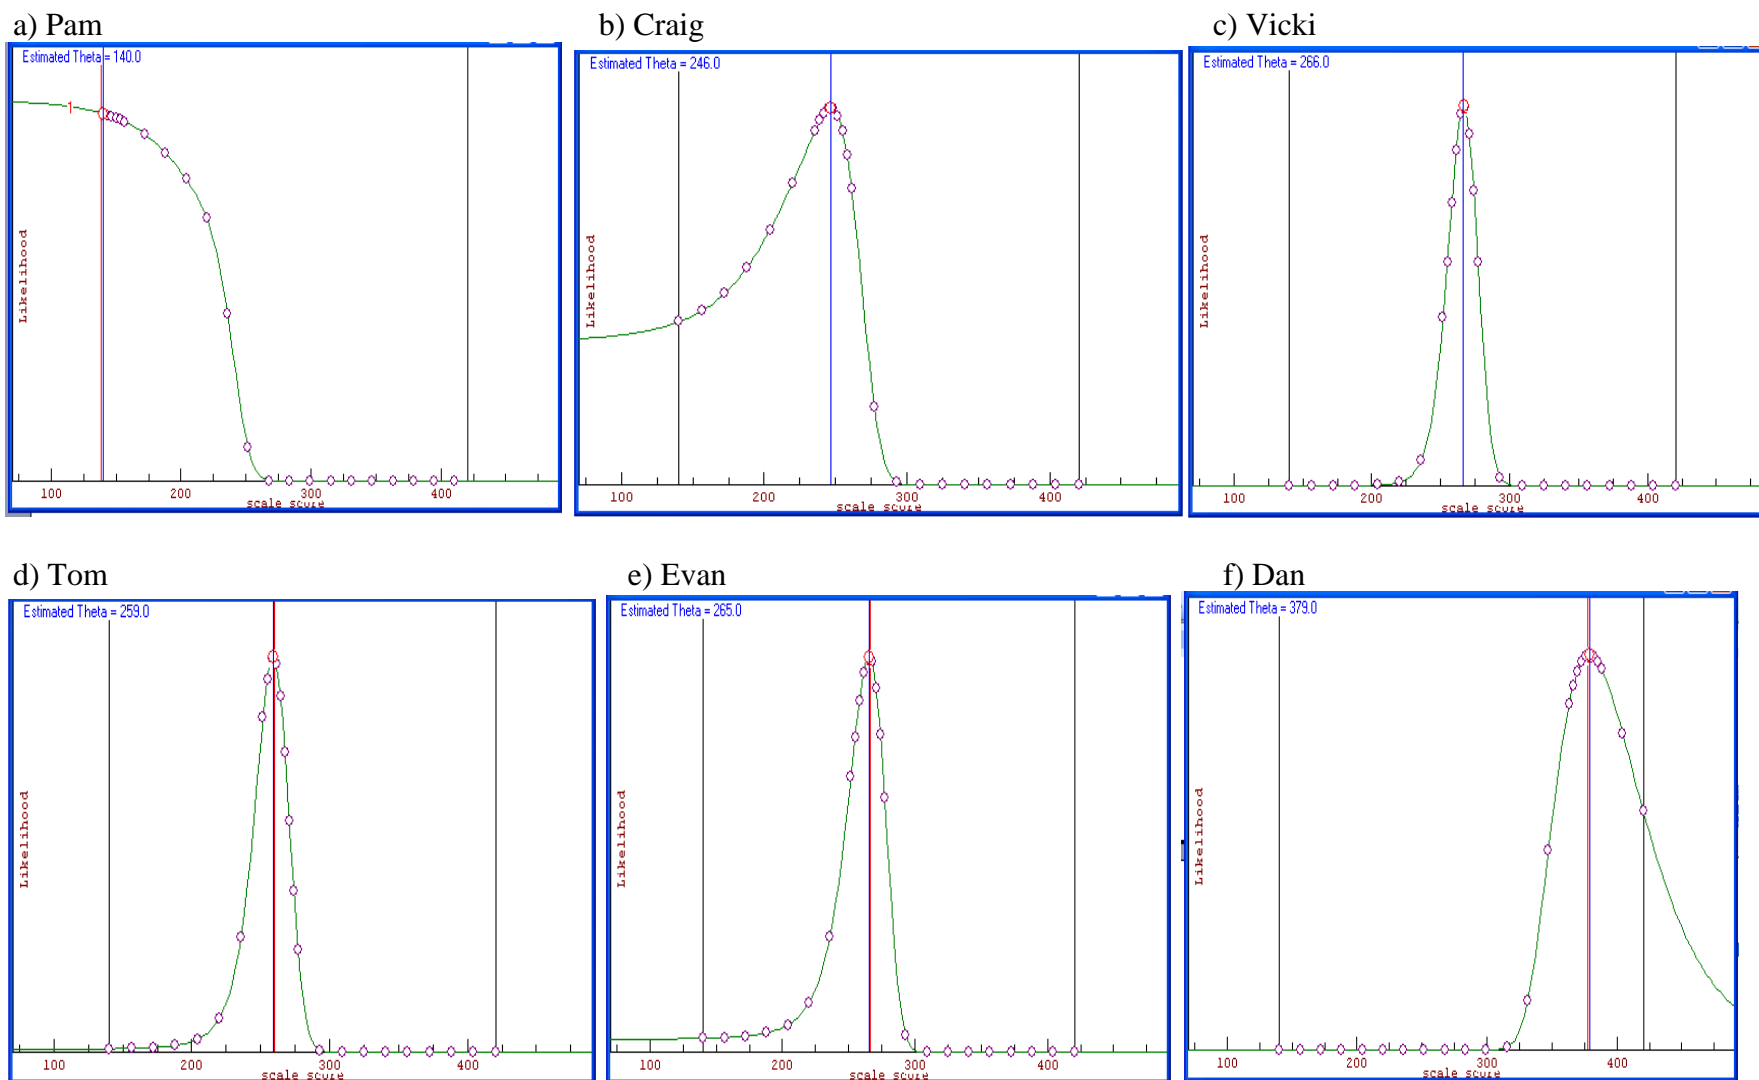 a) Pam
Estimated Theta = 140.0
1
Likelihood
100 200 300 400
scale score
b) Craig
Estimated Theta = 246.0
Likelihood
100 200 300 400
scale score
c) Vicki
Estimated Theta = 266.0
Likelihood
100 200 300 400
scale score
d) Tom
Estimated Theta = 259.0
Likelihood
100 200 300 400
scale score
e) Evan
Estimated Theta = 265.0
Likelihood
100 200 300 400
scale score
f) Dan
Estimated Theta = 379.0
Likelihood
100 200 300 400
scale score